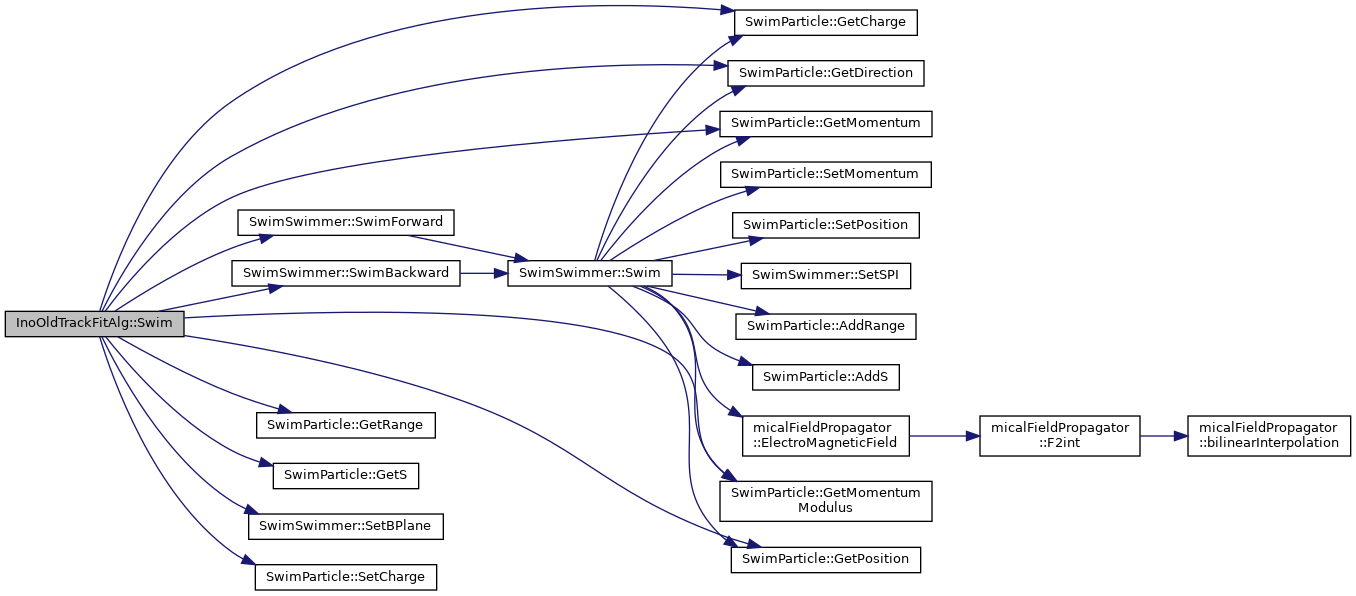 SwimParticle::GetCharge
SwimParticle::GetDirection
SwimParticle::GetMomentum
SwimParticle::SetMomentum
SwimSwimmer::SwimForward
SwimParticle::SetPosition
SwimSwimmer::SwimBackward
SwimSwimmer::Swim
SwimSwimmer::SetSPI
InoOldTrackFitAlg::Swim
SwimParticle::AddRange
SwimParticle::AddS
SwimParticle::GetRange
micalFieldPropagator
::ElectroMagneticField
micalFieldPropagator
::F2int
micalFieldPropagator
::bilinearInterpolation
SwimParticle::GetS
SwimParticle::GetMomentum
Modulus
SwimSwimmer::SetBPlane
SwimParticle::GetPosition
SwimParticle::SetCharge